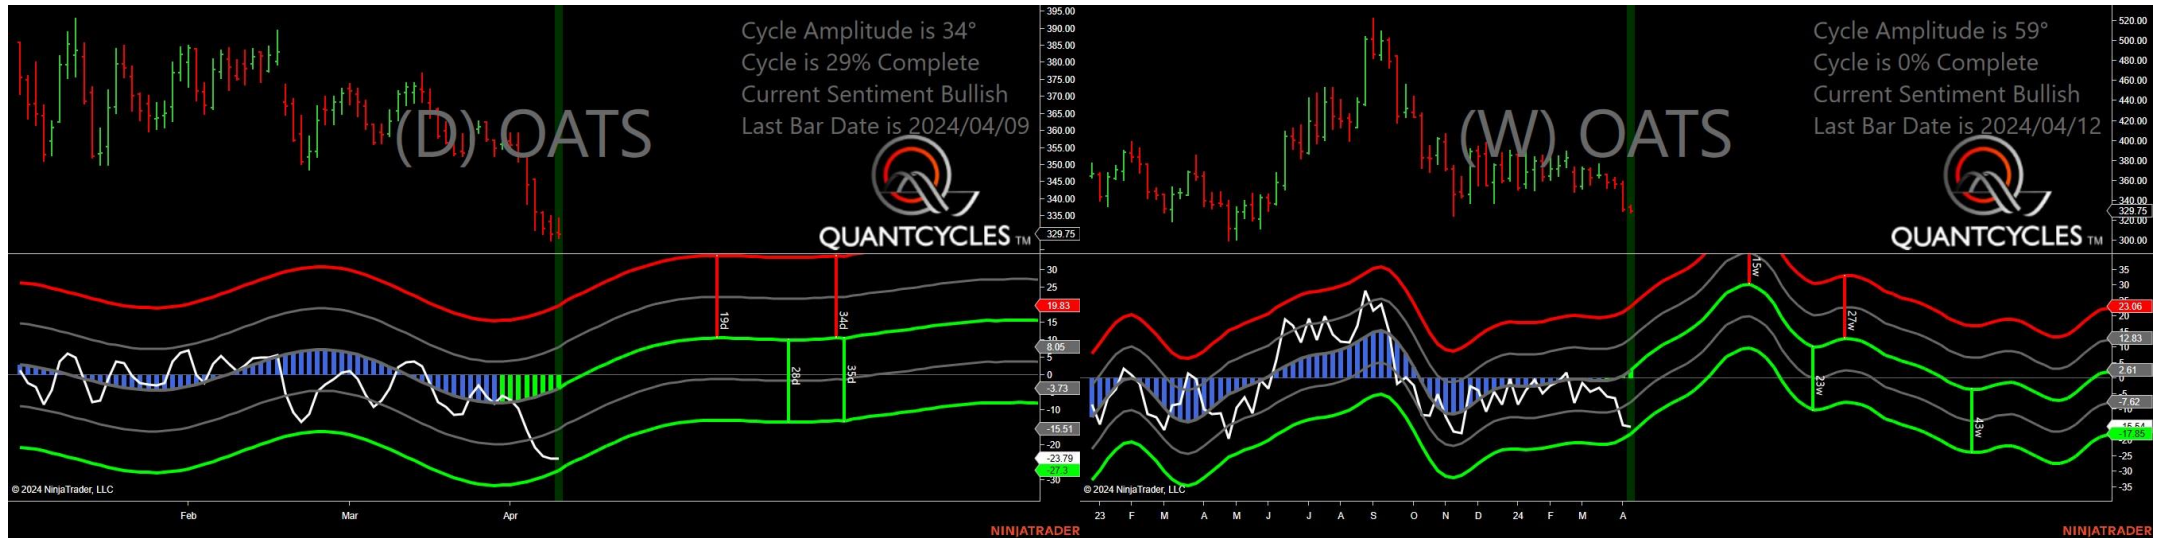 Cycle Amplitude is 34°
Cycle is 29% Complete
Current Sentiment Bullish
Last Bar Date is 2024/04/09
(D) OATS
QUANTCYCLES TM
395.00
390.00
385.00
380.00
375.00
370.00
365.00
360.00
355.00
350.00
345.00
340.00
335.00
329.75
30
19.83
15
8.05
5
0
-3.73
-10
-15.51
-20
-23.79
-27.3
-30
19d
34d
28d
35d
© 2024 NinjaTrader, LLC
Feb
Mar
Apr
NINJATRADER
Cycle Amplitude is 59°
Cycle is 0% Complete
Current Sentiment Bullish
Last Bar Date is 2024/04/12
(W) OATS
QUANTCYCLES TM
520.00
500.00
480.00
460.00
440.00
420.00
400.00
380.00
360.00
340.00
329.75
320.00
300.00
35
30
23.06
20
15
12.83
10
2.61
-7.62
-10
-17.85
-25
-30
-35
15w
27w
23w
43w
© 2024 NinjaTrader, LLC
23
F
M
A
M
J
J
A
S
O
N
D
24
F
M
A
NINJATRADER